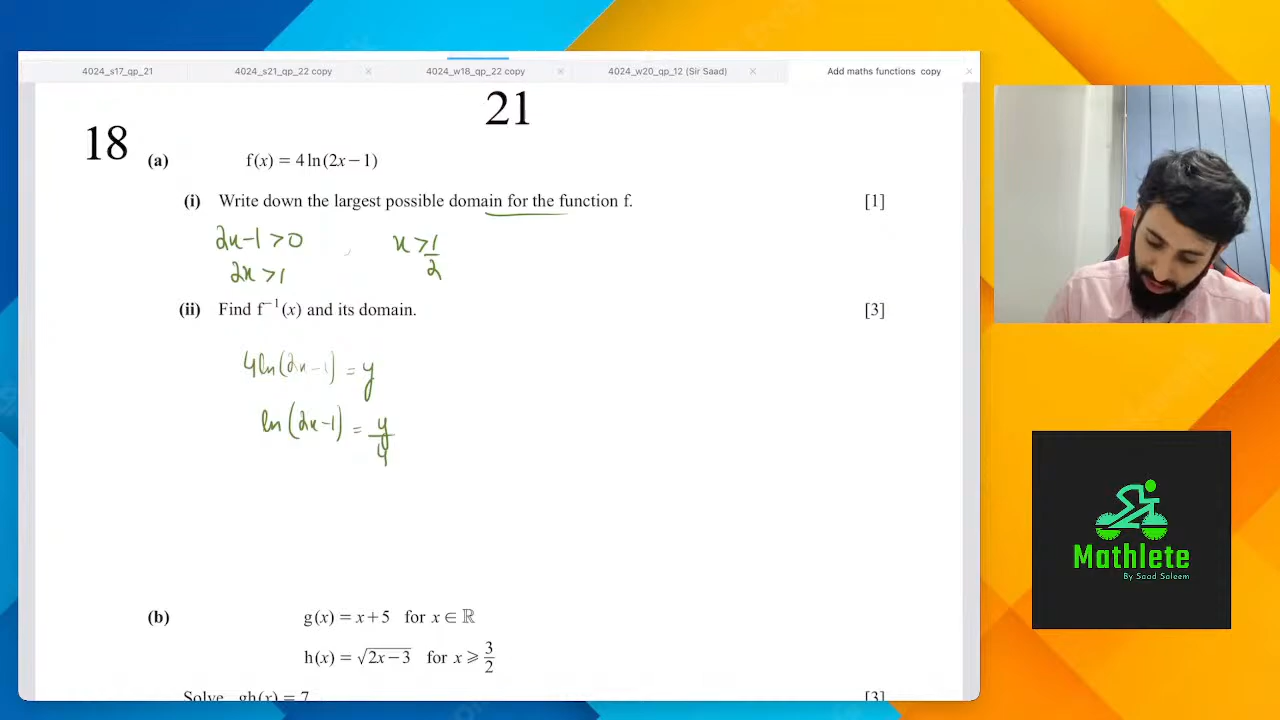 4024_s17_qp_21 4024_s21_qp_22 copy 4024_w18_qp_22 copy 4024_w20_qp_12 (Sir Saad) Add maths functions copy
21
18
(a) f(x) = 4 ln(2x − 1)
(i) Write down the largest possible domain for the function f. [1]
2x-1 > 0 x > 1/2
2x > 1
(ii) Find f⁻¹(x) and its domain. [3]
4ln(2x-1) = y
ln(2x-1) = y/4
(b) g(x) = x + 5 for x ∈ ℝ
h(x) = √(2x − 3) for x ⩾ 3/2
Solve gh(x) = 7. [3]
Mathlete
By Saad Saleem